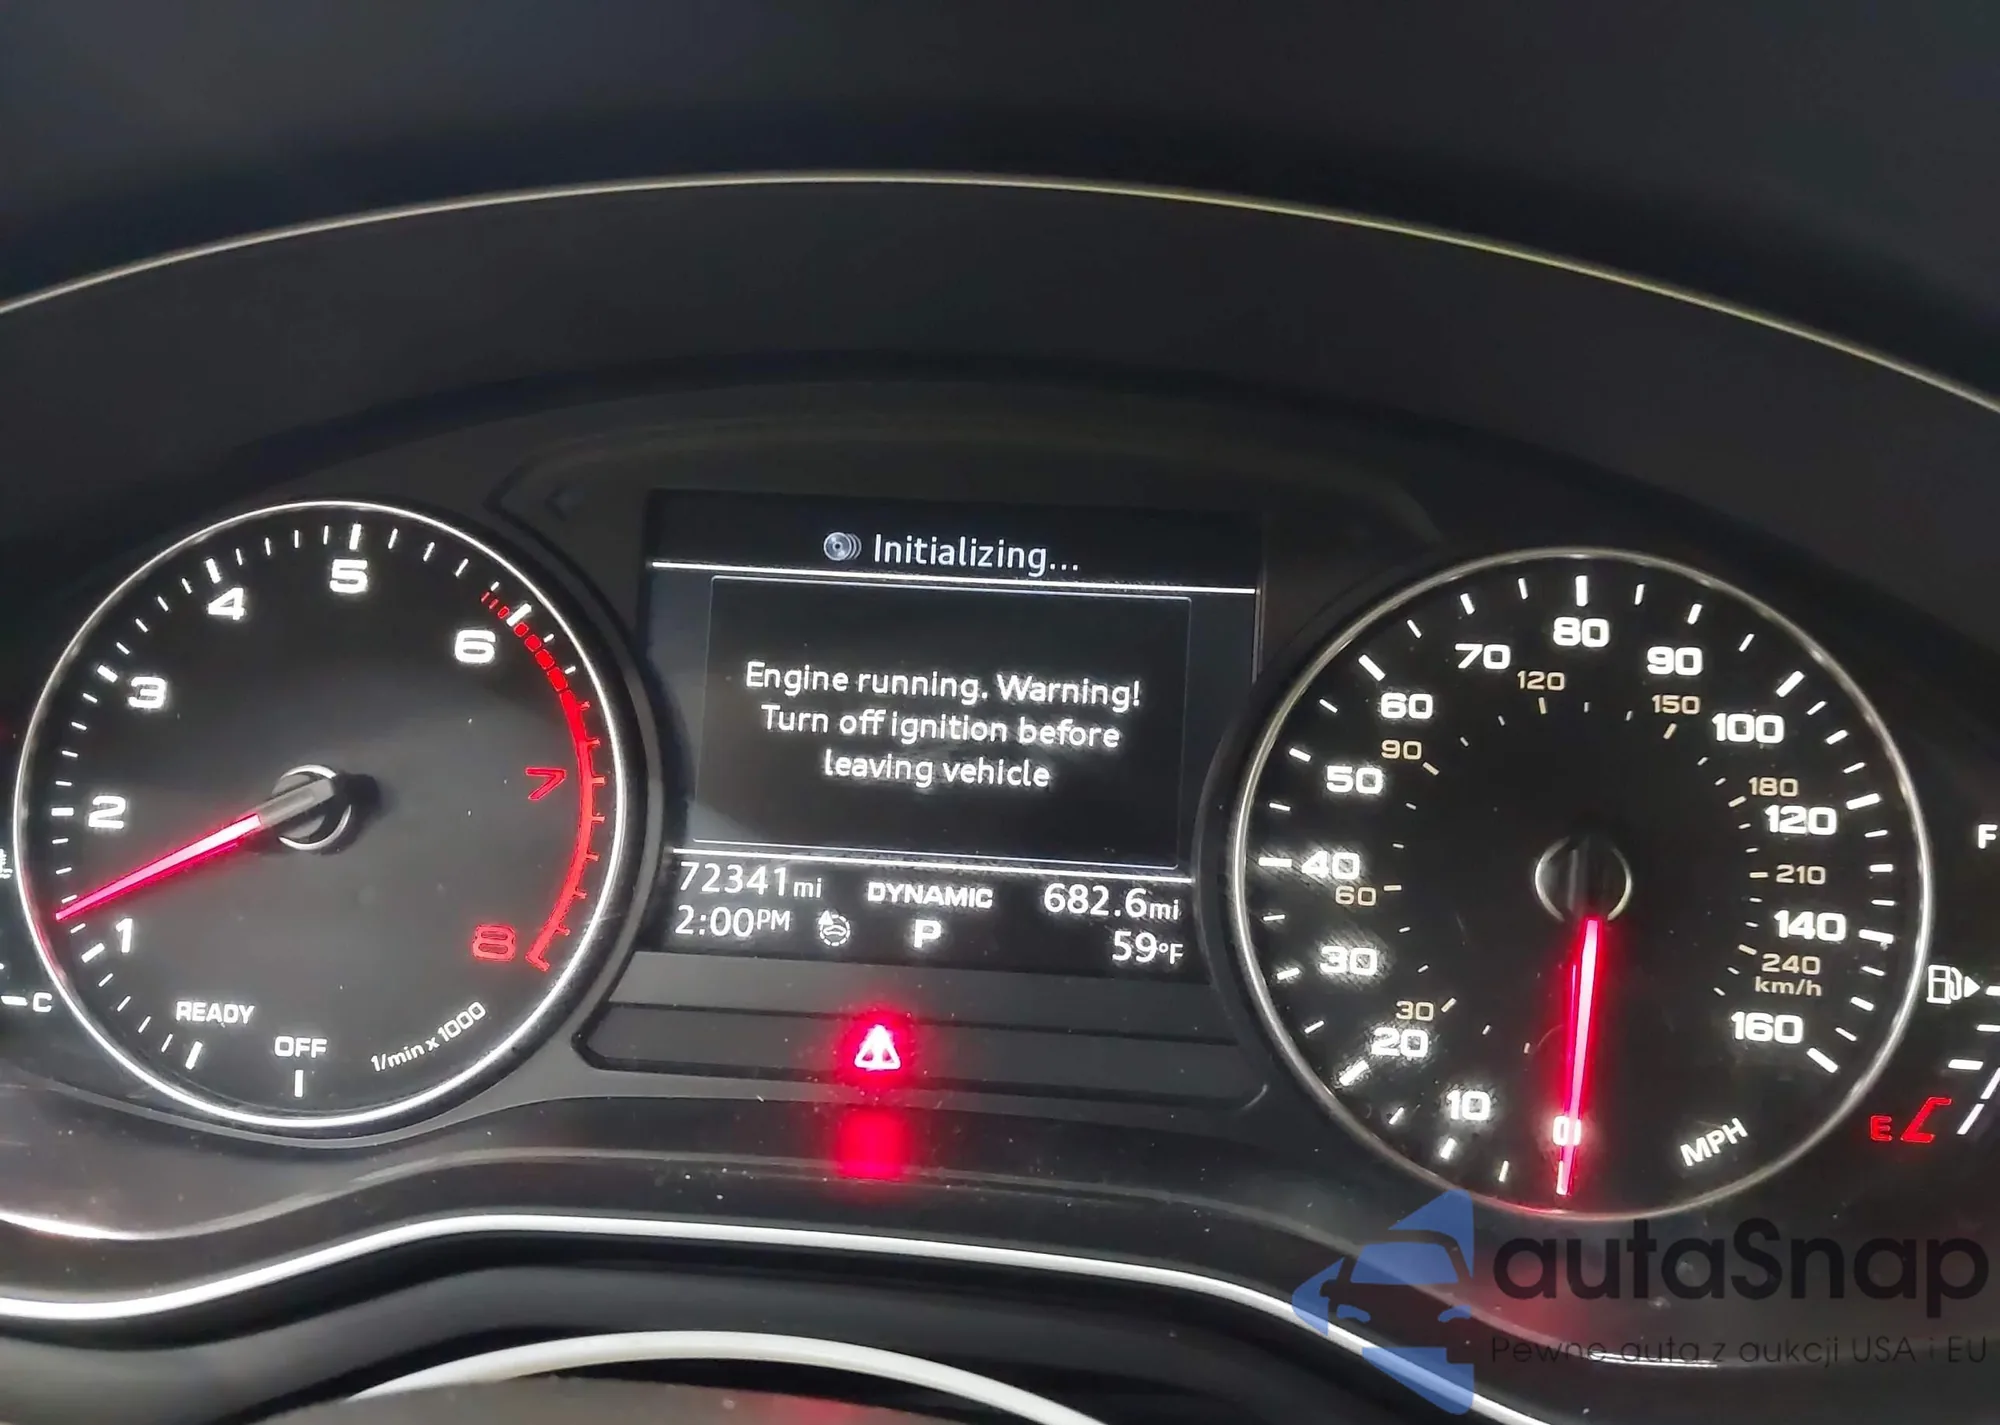 Initializing...
Engine running. Warning!
Turn off ignition before
leaving vehicle
72341mi
DYNAMIC
682.6mi
2:00PM
P
59°F
1
2
3
4
5
6
7
8
READY
OFF
1/min x 1000
C
0
10
20
30
40
50
60
70
80
90
100
120
140
160
MPH
30
60
90
120
150
180
210
240
km/h
F
E
autaSnap
Pewne auta z aukcji USA i EU